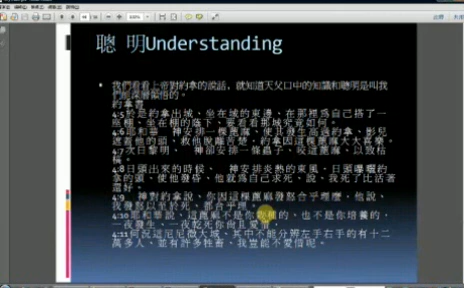 聰 明Understanding
• 我們看看上帝對約拿的說話，就知道天父口中的知識和聰明是叫我
們
約拿書
4:5於是約拿出城，坐在城的東邊，在那裡為自己搭了一
座棚，坐在棚的蔭下，要看看那城究竟如何。
4:6耶和華　神安排一棵蓖麻，使其發生高過約拿，影兒
遮蓋他的頭，救他脫離苦楚，約拿因這棵蓖麻大大喜樂。
4:7次日黎明，　神卻安排一條蟲子，咬這蓖麻，以致枯
槁。
4:8日頭出來的時候，　神安排炎熱的東風，日頭曝曬約
拿的頭，使他發昏，他就為自己求死，說，我死了比活著
還好。
4:9　神對約拿說，你因這棵蓖麻發怒合乎理麼，他說，
我發怒以至於死，都合乎理。
4:10耶和華說，這蓖麻不是你栽種的，也不是你培養的，
一夜發生，一夜乾死你尚且愛惜，
4:11何況這尼尼微大城，其中不能分辨左手右手的有十二
萬多人，並有許多牲畜，我豈能不愛惜呢。